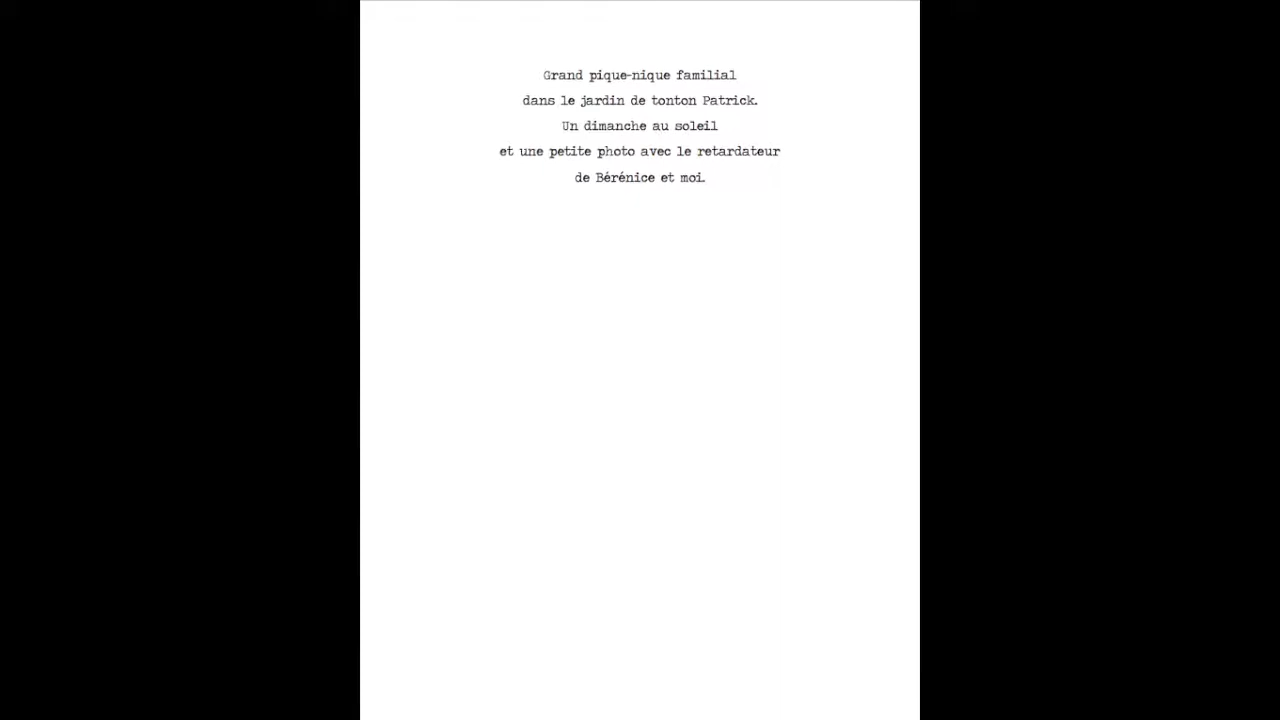 Grand pique-nique familial
dans le jardin de tonton Patrick.
Un dimanche au soleil
et une petite photo avec le retardateur
de Bérénice et moi.